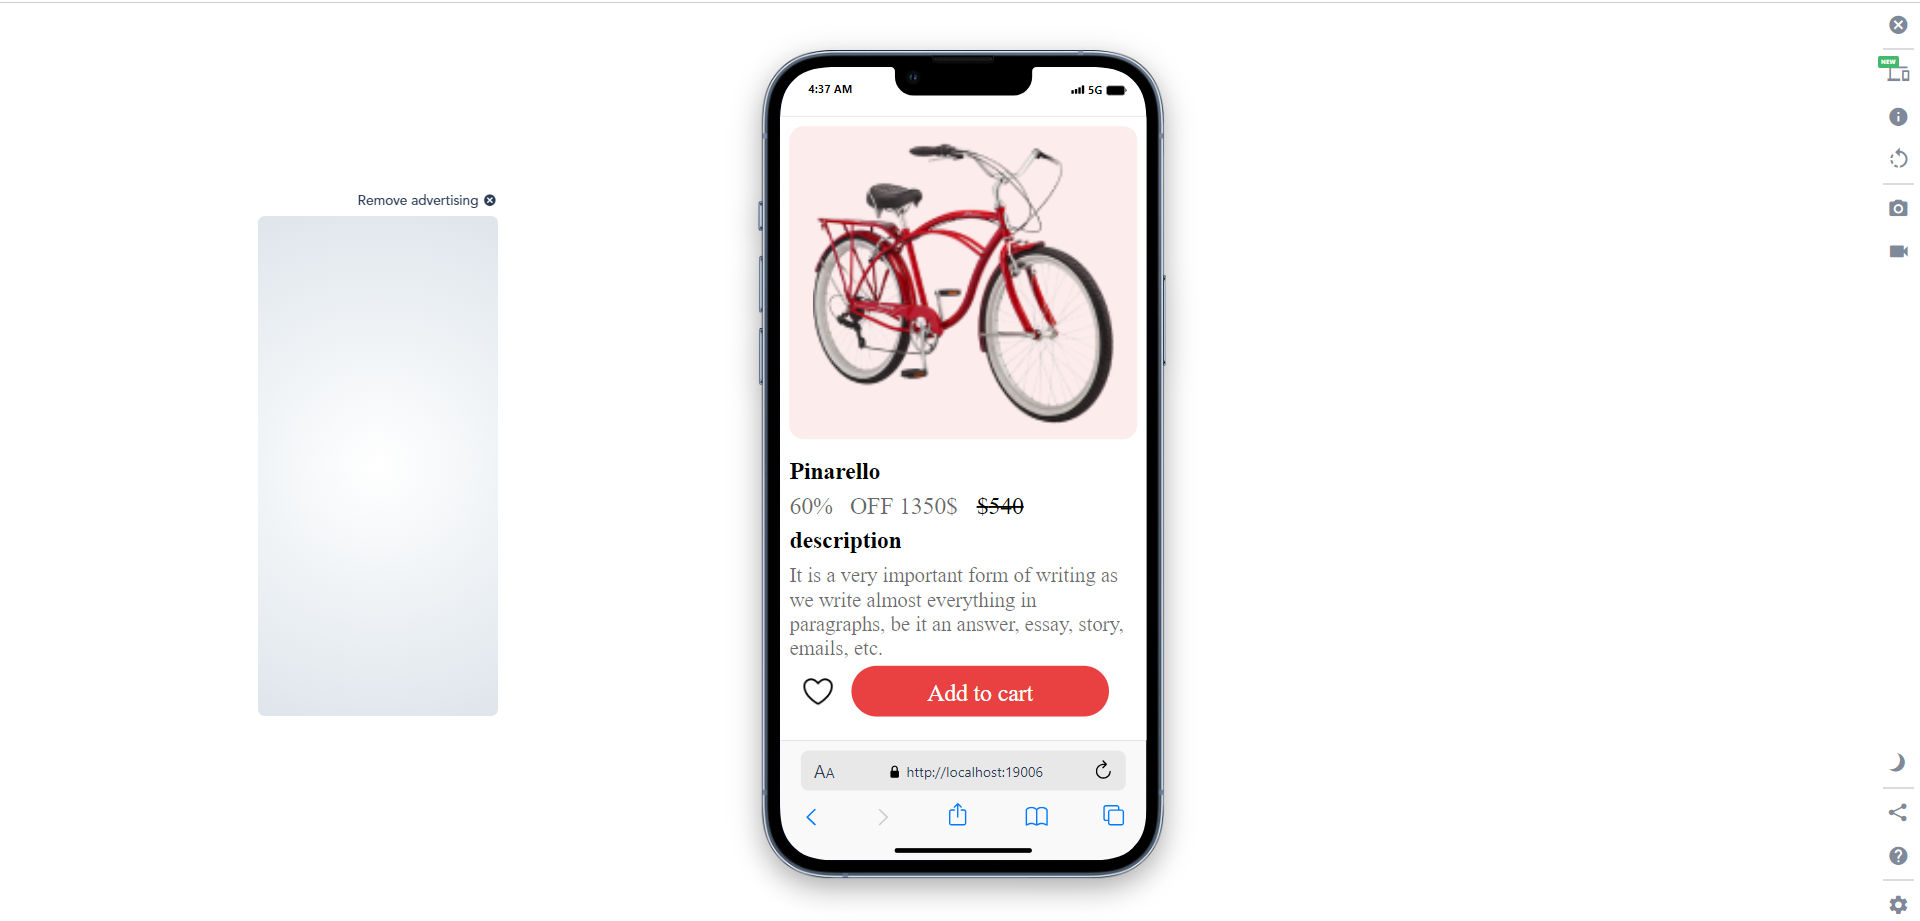 NEW
Remove advertising
4:37 AM
5G
Pinarello
60% OFF 1350$ $540
description
It is a very important form of writing as
we write almost everything in
paragraphs, be it an answer, essay, story,
emails, etc.
Add to cart
AA http://localhost:19006